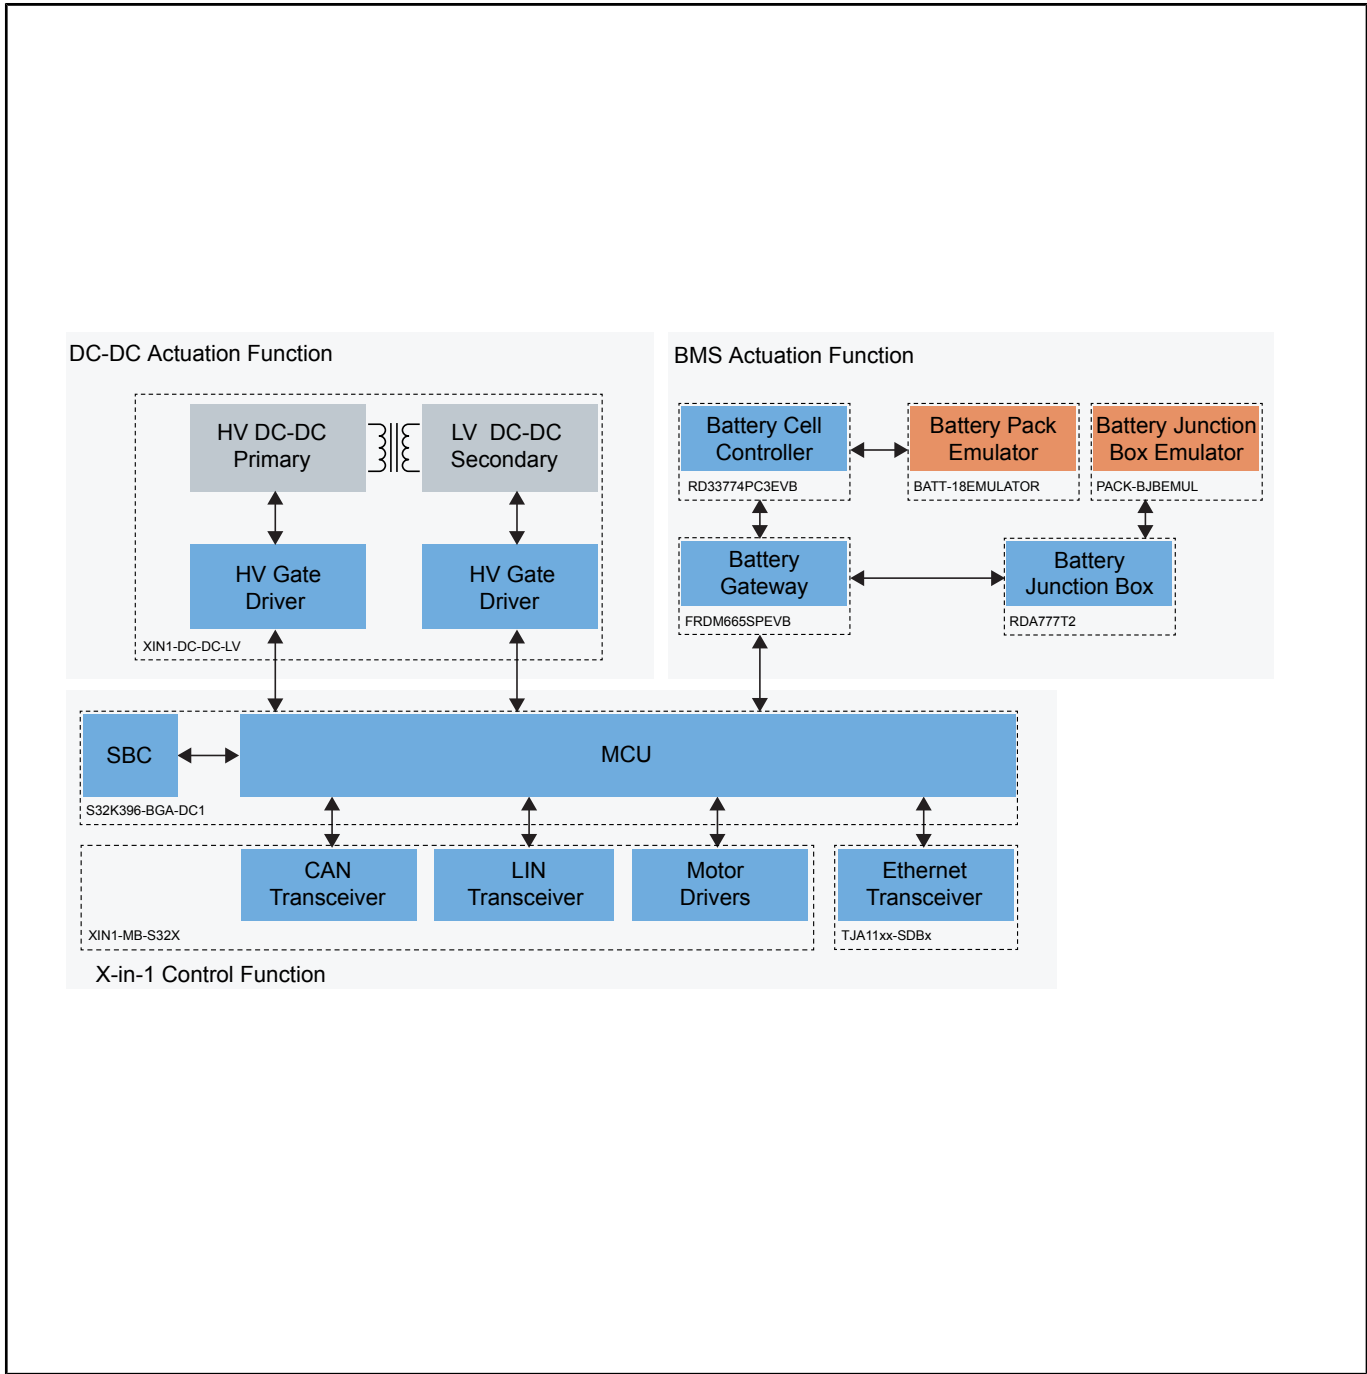 DC-DC Actuation Function
HV DC-DC
Primary
LV DC-DC
Secondary
HV Gate
Driver
HV Gate
Driver
XIN1-DC-DC-LV
BMS Actuation Function
Battery Cell
Controller
RD33774PC3EVB
Battery Pack
Emulator
BATT-18EMULATOR
Battery Junction
Box Emulator
PACK-BJBEMUL
Battery
Gateway
FRDM665SPEVB
Battery
Junction Box
RDA777T2
SBC
MCU
S32K396-BGA-DC1
CAN
Transceiver
LIN
Transceiver
Motor
Drivers
XIN1-MB-S32X
Ethernet
Transceiver
TJA11xx-SDBx
X-in-1 Control Function